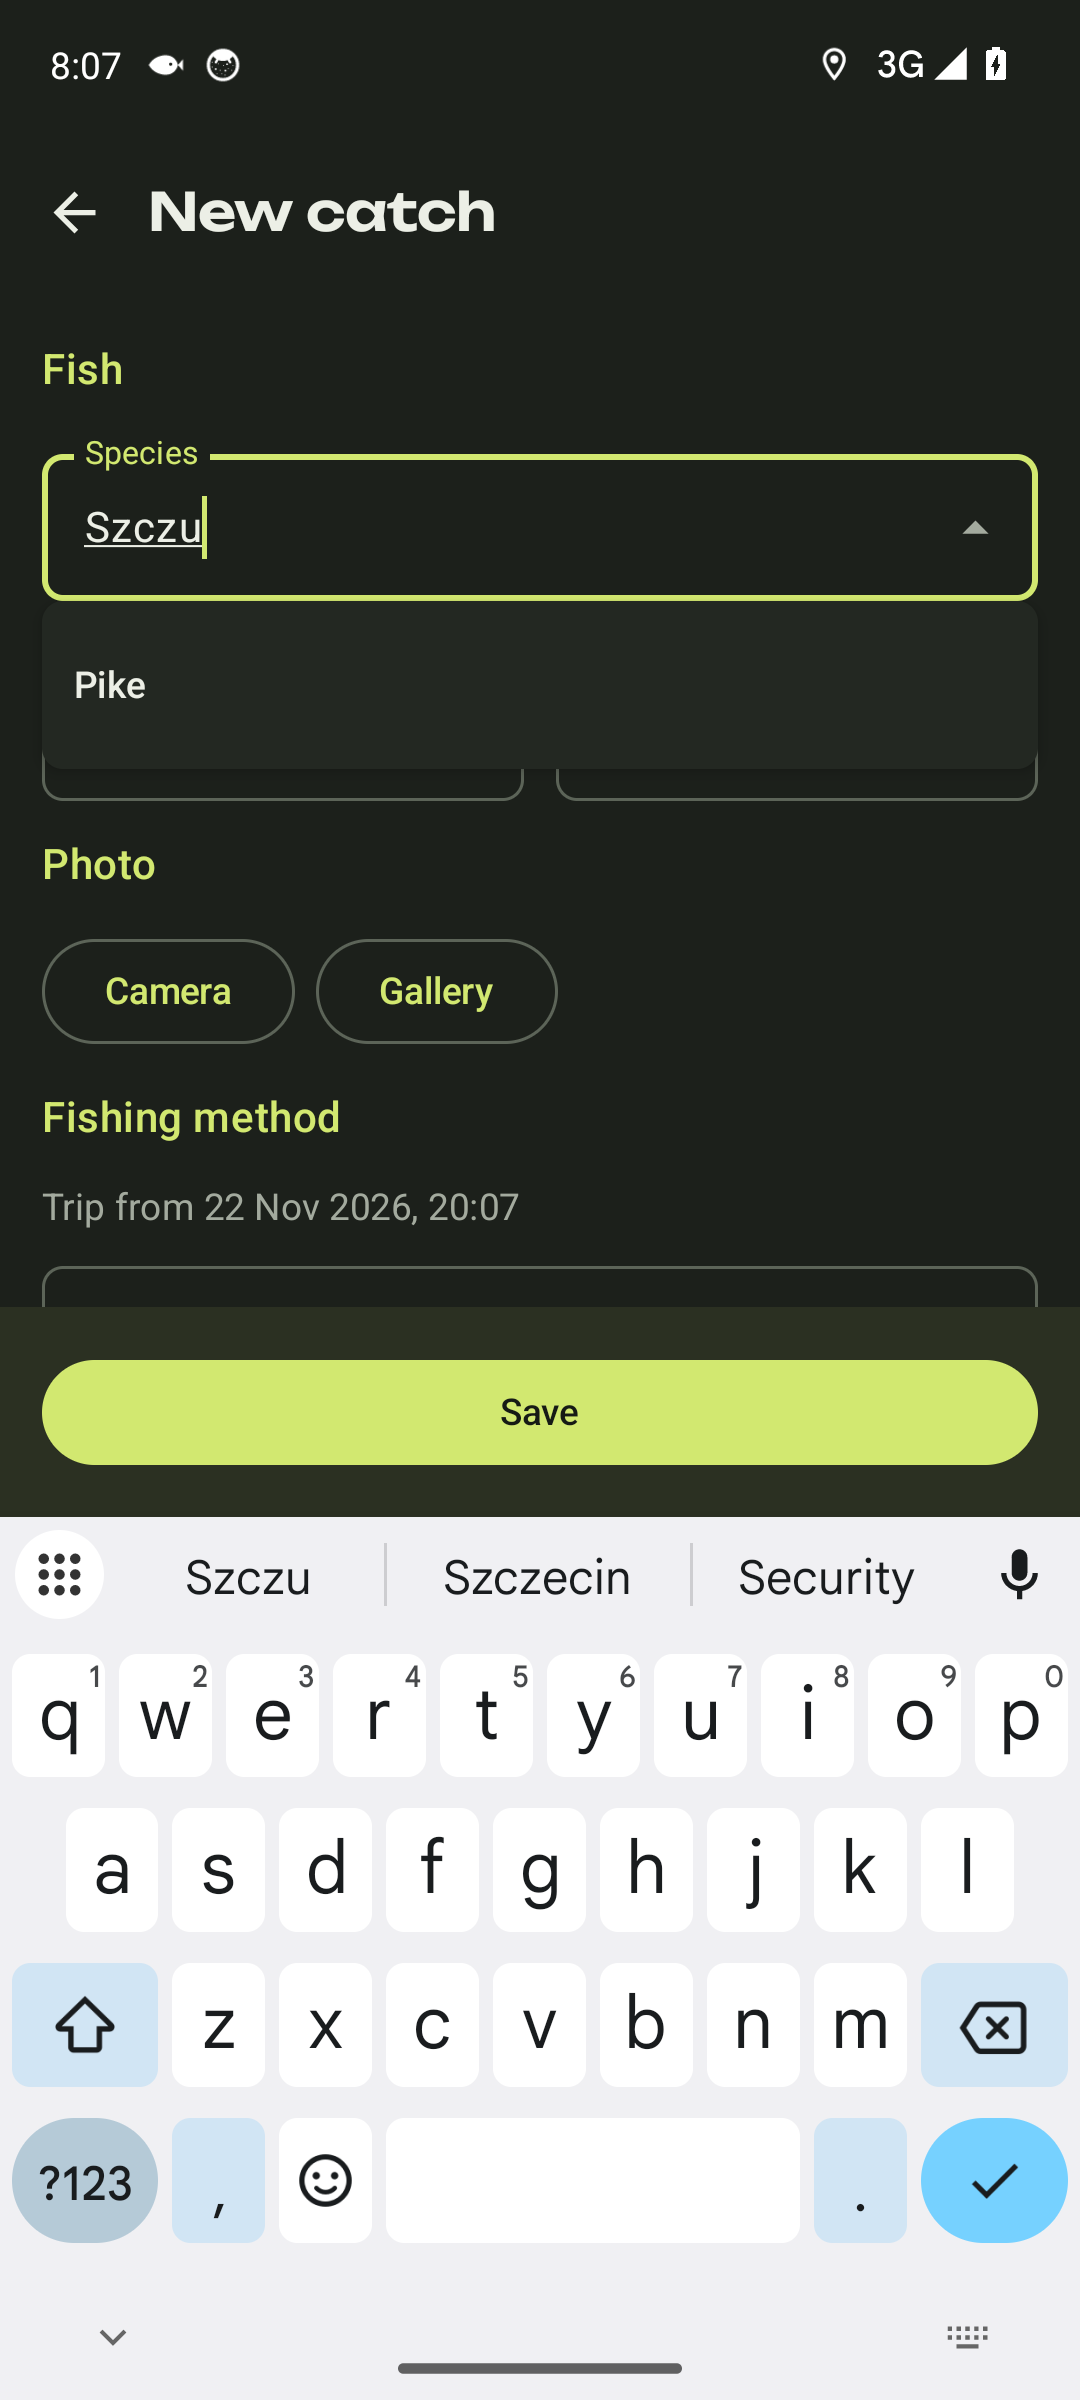 8:07
3G
New catch
Fish
Species
Szczu
Pike
Photo
Camera
Gallery
Fishing method
Trip from 22 Nov 2026, 20:07
Save
Szczu
Szczecin
Security
1 2 3 4 5 6 7 8 9 0
q w e r t y u i o p
a s d f g h j k l
z x c v b n m
?123 , .